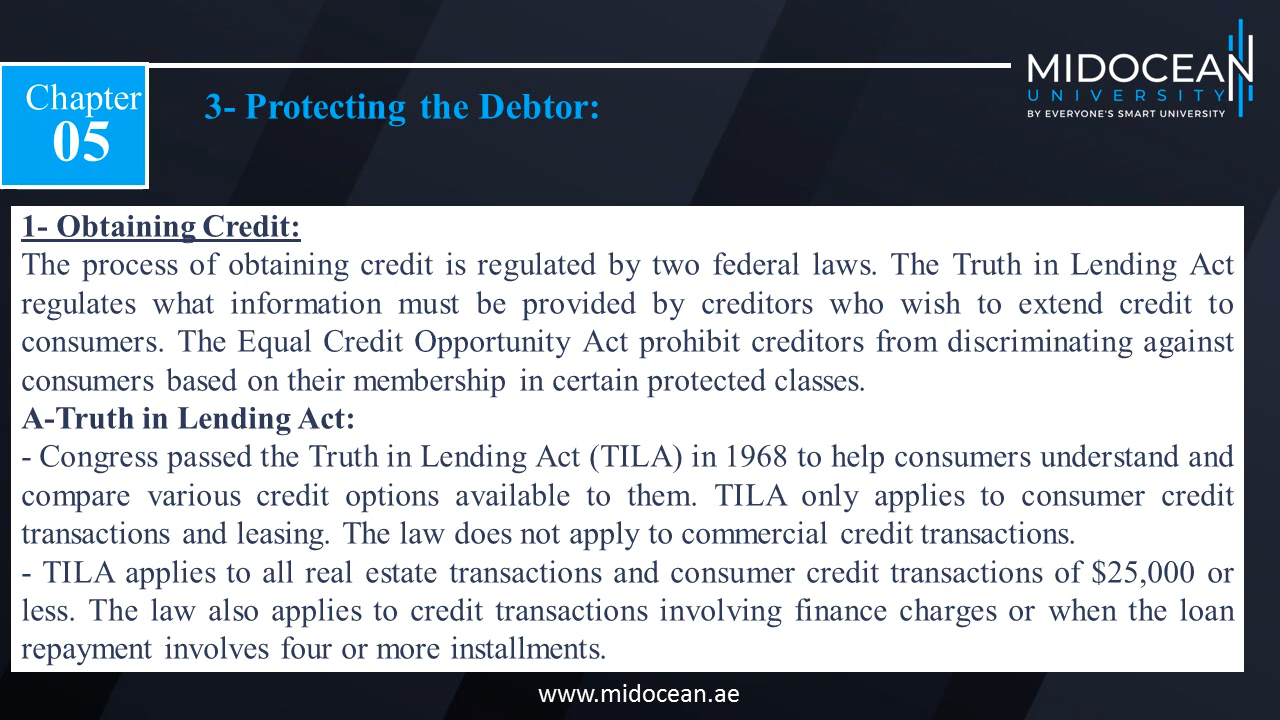 MIDOCEAN
UNIVERSITY
BY EVERYONE'S SMART UNIVERSITY
Chapter
05
3- Protecting the Debtor:
1- Obtaining Credit:
The process of obtaining credit is regulated by two federal laws. The Truth in Lending Act
regulates what information must be provided by creditors who wish to extend credit to
consumers. The Equal Credit Opportunity Act prohibit creditors from discriminating against
consumers based on their membership in certain protected classes.
A-Truth in Lending Act:
- Congress passed the Truth in Lending Act (TILA) in 1968 to help consumers understand and
compare various credit options available to them. TILA only applies to consumer credit
transactions and leasing. The law does not apply to commercial credit transactions.
- TILA applies to all real estate transactions and consumer credit transactions of $25,000 or
less. The law also applies to credit transactions involving finance charges or when the loan
repayment involves four or more installments.
www.midocean.ae